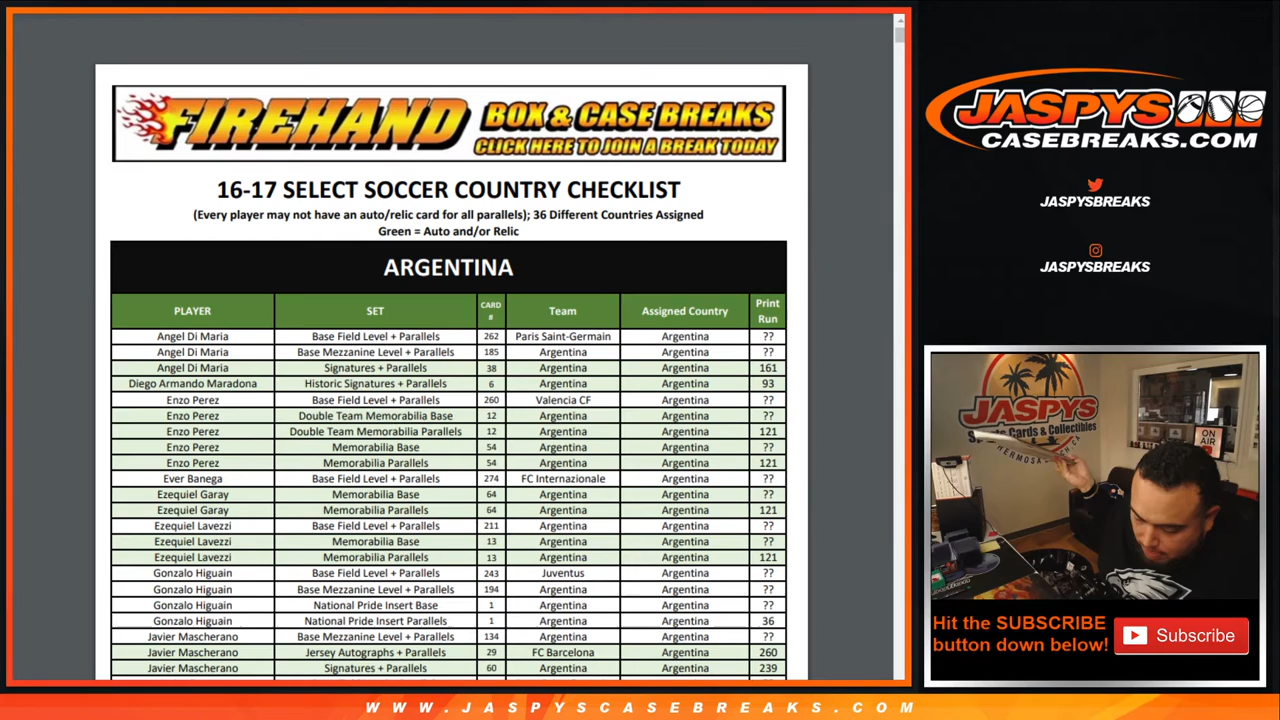 FIREHAND BOX & CASE BREAKS
CLICK HERE TO JOIN A BREAK TODAY
16-17 SELECT SOCCER COUNTRY CHECKLIST
(Every player may not have an auto/relic card for all parallels); 36 Different Countries Assigned
Green = Auto and/or Relic
ARGENTINA
PLAYER SET CARD # Team Assigned Country Print Run
Angel Di Maria Base Field Level + Parallels 262 Paris Saint-Germain Argentina ??
Angel Di Maria Base Mezzanine Level + Parallels 185 Argentina Argentina ??
Angel Di Maria Signatures + Parallels 38 Argentina Argentina 161
Diego Armando Maradona Historic Signatures + Parallels 6 Argentina Argentina 93
Enzo Perez Base Field Level + Parallels 260 Valencia CF Argentina ??
Enzo Perez Double Team Memorabilia Base 12 Argentina Argentina ??
Enzo Perez Double Team Memorabilia Parallels 12 Argentina Argentina 121
Enzo Perez Memorabilia Base 54 Argentina Argentina ??
Enzo Perez Memorabilia Parallels 54 Argentina Argentina 121
Ever Banega Base Field Level + Parallels 274 FC Internazionale Argentina ??
Ezequiel Garay Memorabilia Base 64 Argentina Argentina ??
Ezequiel Garay Memorabilia Parallels 64 Argentina Argentina 121
Ezequiel Lavezzi Base Field Level + Parallels 211 Argentina Argentina ??
Ezequiel Lavezzi Memorabilia Base 13 Argentina Argentina ??
Ezequiel Lavezzi Memorabilia Parallels 13 Argentina Argentina 121
Gonzalo Higuain Base Field Level + Parallels 243 Juventus Argentina ??
Gonzalo Higuain Base Mezzanine Level + Parallels 194 Argentina Argentina ??
Gonzalo Higuain National Pride Insert Base 1 Argentina Argentina ??
Gonzalo Higuain National Pride Insert Parallels 1 Argentina Argentina 36
Javier Mascherano Base Mezzanine Level + Parallels 134 Argentina Argentina ??
Javier Mascherano Jersey Autographs + Parallels 29 FC Barcelona Argentina 260
Javier Mascherano Signatures + Parallels 60 Argentina Argentina 239
JASPYS
CASEBREAKS.COM
JASPYSBREAKS
JASPYSBREAKS
JASPYS
Sports Cards & Collectibles
HERMOSA BEACH CA
ON AIR
Hit the SUBSCRIBE
button down below!
Subscribe
WWW.JASPYSCASEBREAKS.COM